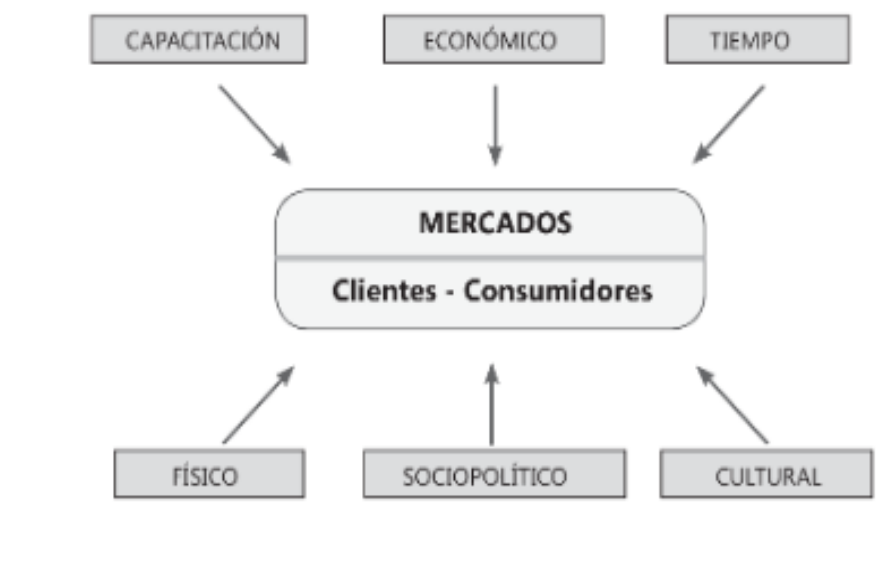 CAPACITACIÓN
ECONÓMICO
TIEMPO
MERCADOS
Clientes - Consumidores
FÍSICO
SOCIOPOLÍTICO
CULTURAL